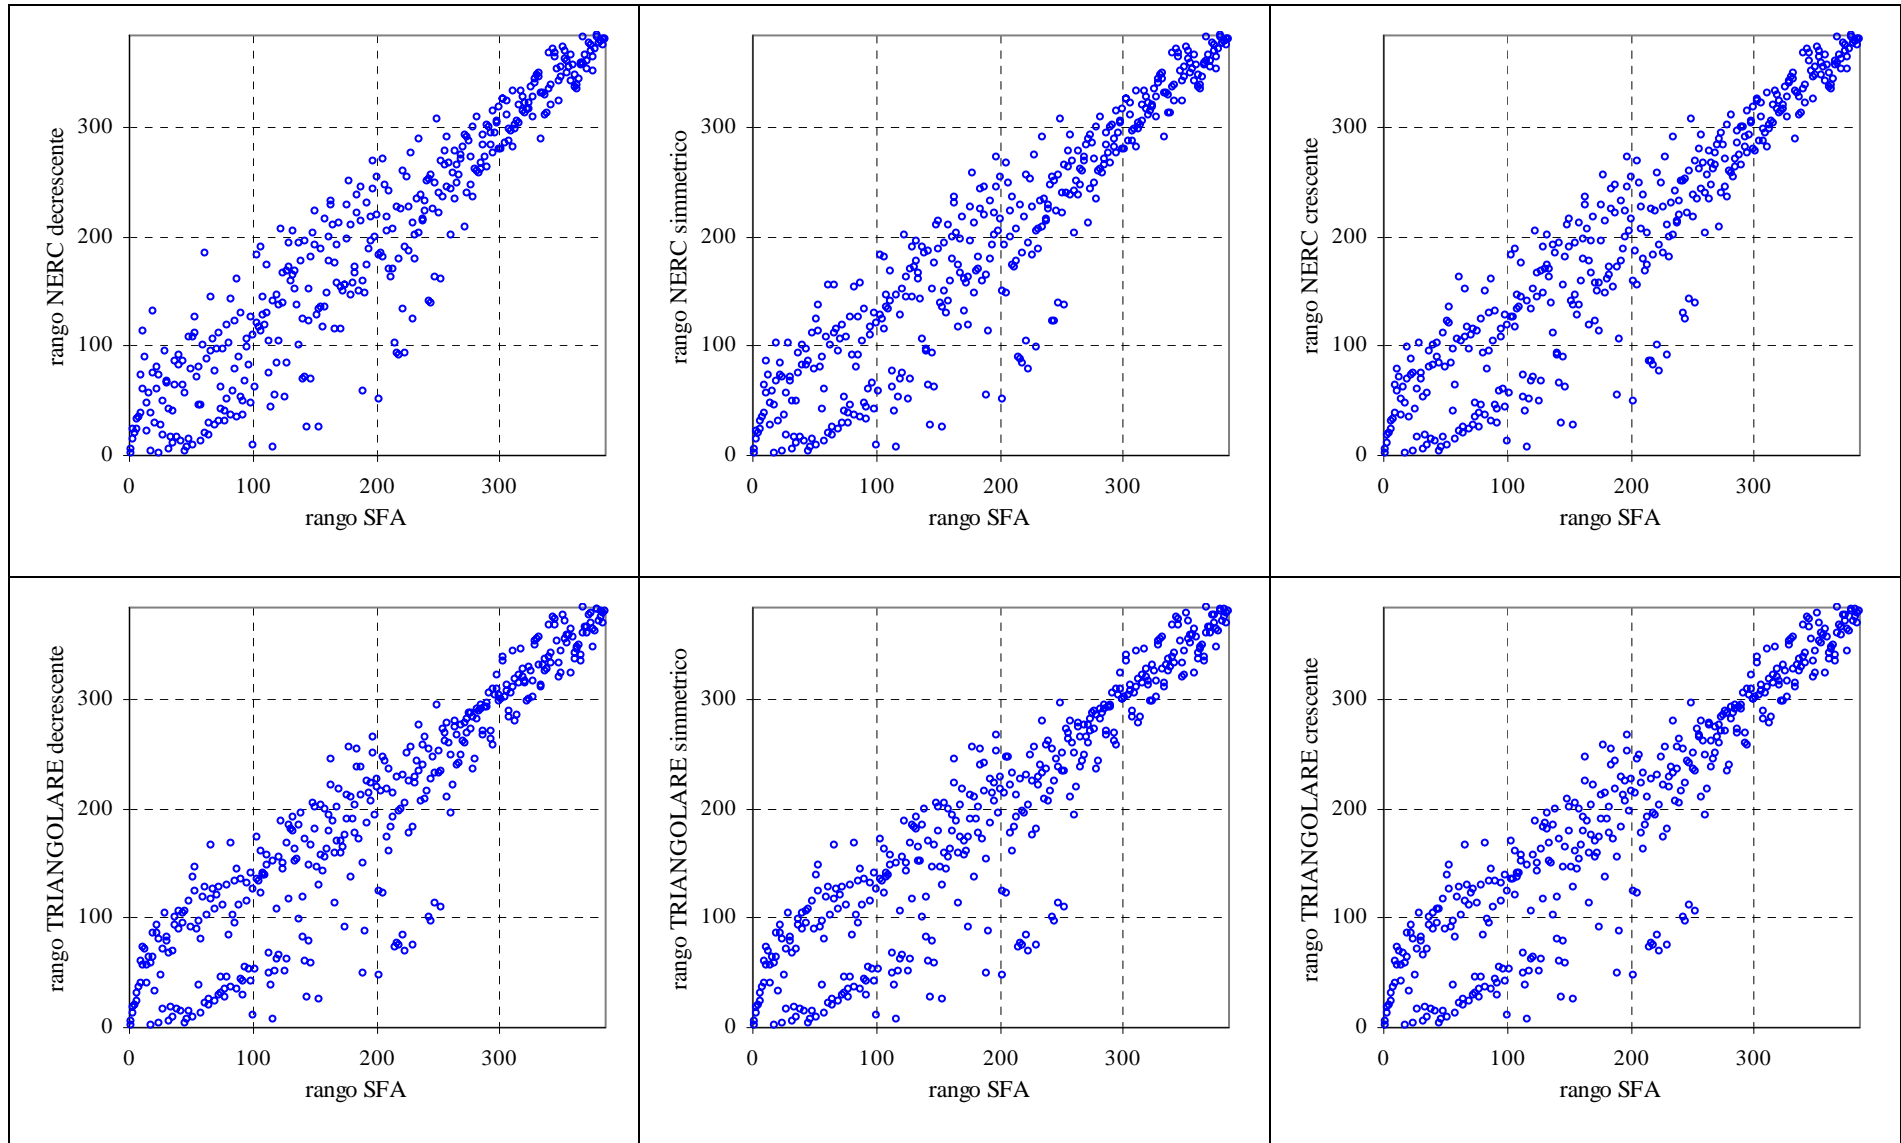 rango NERC decrescente
300
200
100
0
0 100 200 300
rango SFA
rango NERC simmetrico
300
200
100
0
0 100 200 300
rango SFA
rango NERC crescente
300
200
100
0
0 100 200 300
rango SFA
rango TRIANGOLARE decrescente
300
200
100
0
0 100 200 300
rango SFA
rango TRIANGOLARE simmetrico
300
200
100
0
0 100 200 300
rango SFA
rango TRIANGOLARE crescente
300
200
100
0
0 100 200 300
rango SFA